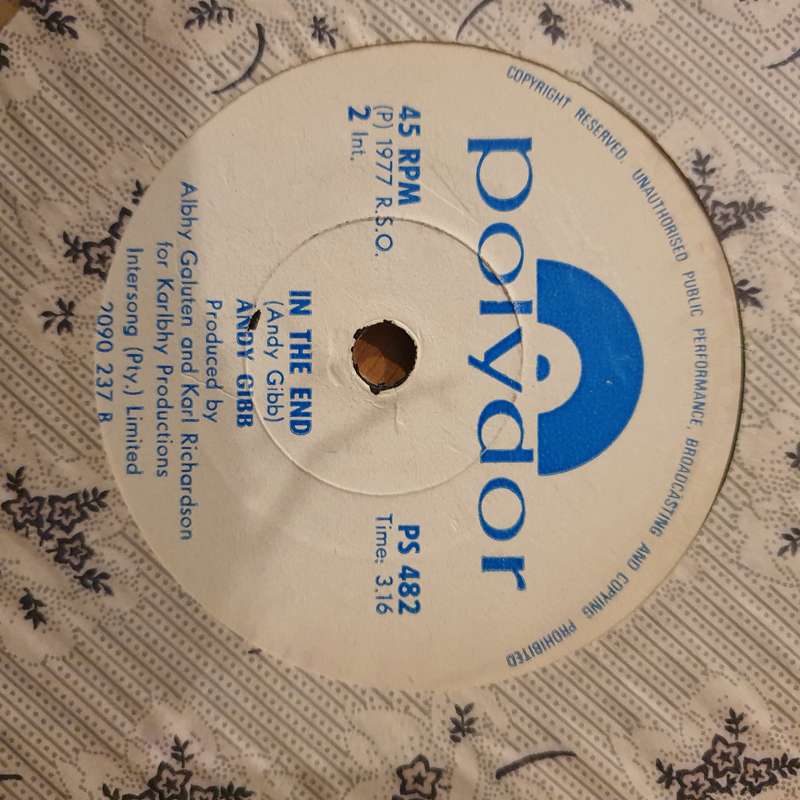 COPYRIGHT RESERVED. UNAUTHORISED PUBLIC PERFORMANCE, BROADCASTING AND COPYING PROHIBITED
polydor
45 RPM
(P) 1977 R.S.O.
2 Int.
PS 482
Time: 3.16
IN THE END
(Andy Gibb)
ANDY GIBB
Produced by
Albhy Galuten and Karl Richardson
for Karlbhy Productions
Intersong (Pty.) Limited
2090 237 B